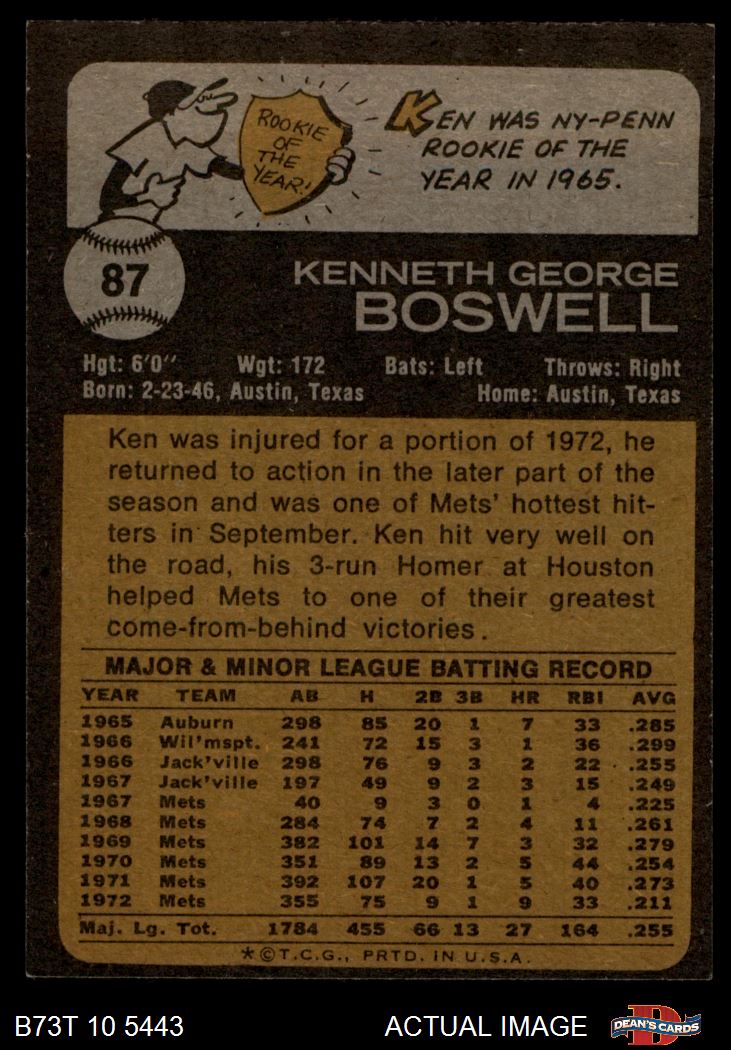 ROOKIE
OF
THE
YEAR!
KEN WAS NY-PENN
ROOKIE OF THE
YEAR IN 1965.
87
KENNETH GEORGE
BOSWELL
Hgt: 6'0" Wgt: 172 Bats: Left Throws: Right
Born: 2-23-46, Austin, Texas Home: Austin, Texas
Ken was injured for a portion of 1972, he
returned to action in the later part of the
season and was one of Mets' hottest hit-
ters in September. Ken hit very well on
the road, his 3-run Homer at Houston
helped Mets to one of their greatest
come-from-behind victories.
MAJOR & MINOR LEAGUE BATTING RECORD
YEAR TEAM AB H 2B 3B HR RBI AVG
1965 Auburn 298 85 20 1 7 33 .285
1966 Wil'mspt. 241 72 15 3 1 36 .299
1966 Jack'ville 298 76 9 3 2 22 .255
1967 Jack'ville 197 49 9 2 3 15 .249
1967 Mets 40 9 3 0 1 4 .225
1968 Mets 284 74 7 2 4 11 .261
1969 Mets 382 101 14 7 3 32 .279
1970 Mets 351 89 13 2 5 44 .254
1971 Mets 392 107 20 1 5 40 .273
1972 Mets 355 75 9 1 9 33 .211
Maj. Lg. Tot. 1784 455 66 13 27 164 .255
*©T.C.G., PRTD. IN U.S.A.
B73T 10 5443 ACTUAL IMAGE D DEAN'S CARDS